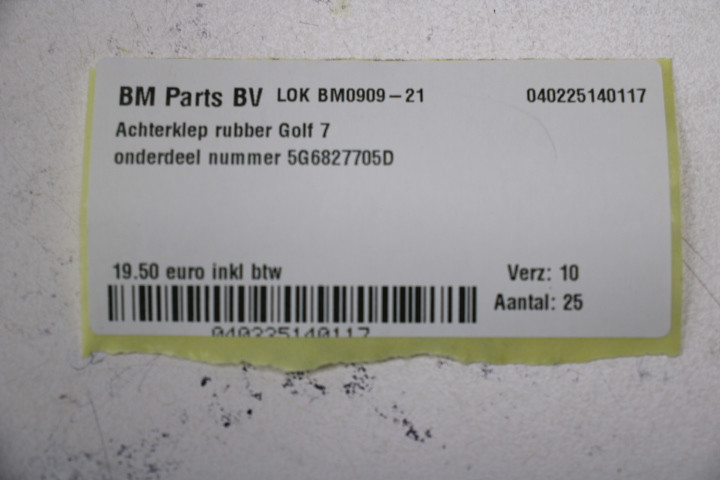 BM Parts BV LOK BM0909-21 040225140117
Achterklep rubber Golf 7
onderdeel nummer 5G6827705D
19.50 euro inkl btw Verz: 10
Aantal: 25
040225140117